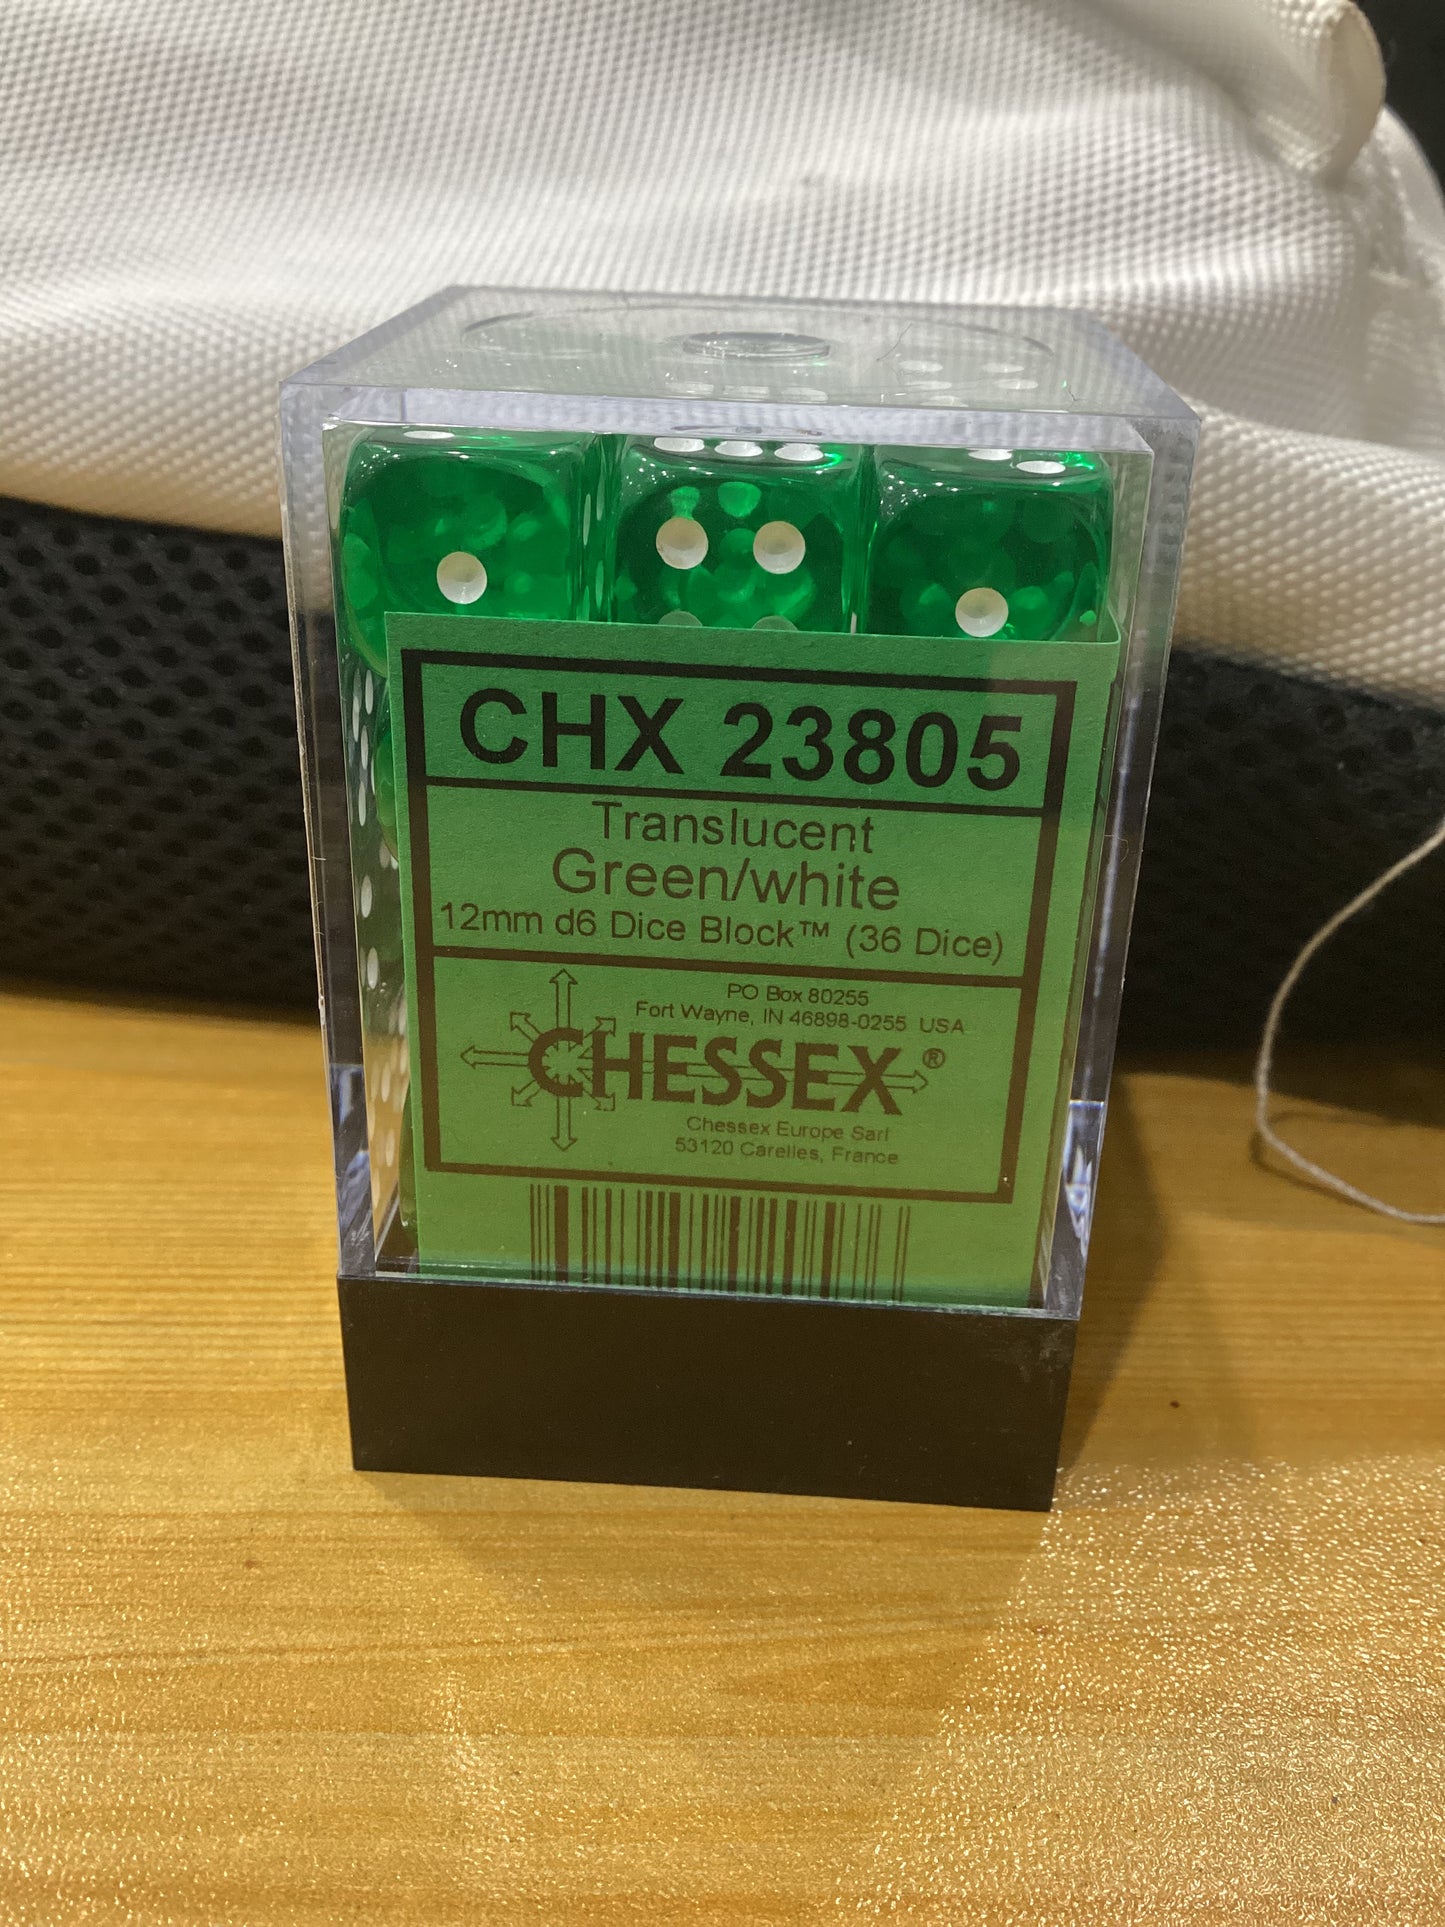 CHX 23805
Translucent
Green/white
12mm d6 Dice Block™ (36 Dice)
PO Box 80255
Fort Wayne, IN 46898-0255 USA
CHESSEX®
Chessex Europe Sarl
53120 Carelles, France